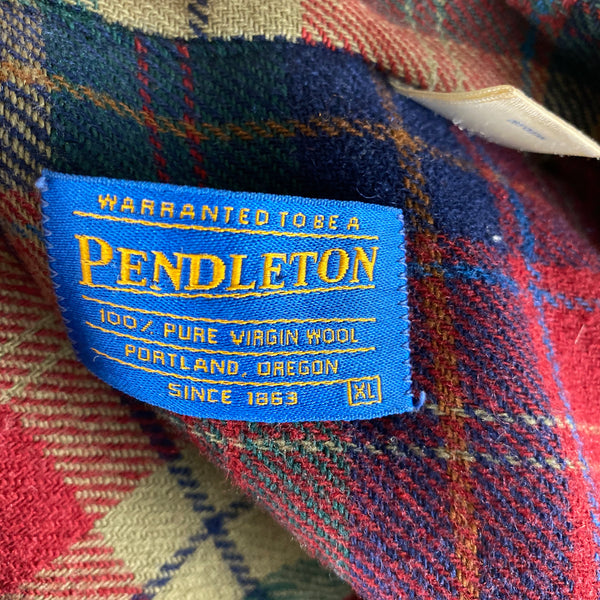 WARRANTED TO BE A
PENDLETON
100% PURE VIRGIN WOOL
PORTLAND, OREGON
SINCE 1863 XL